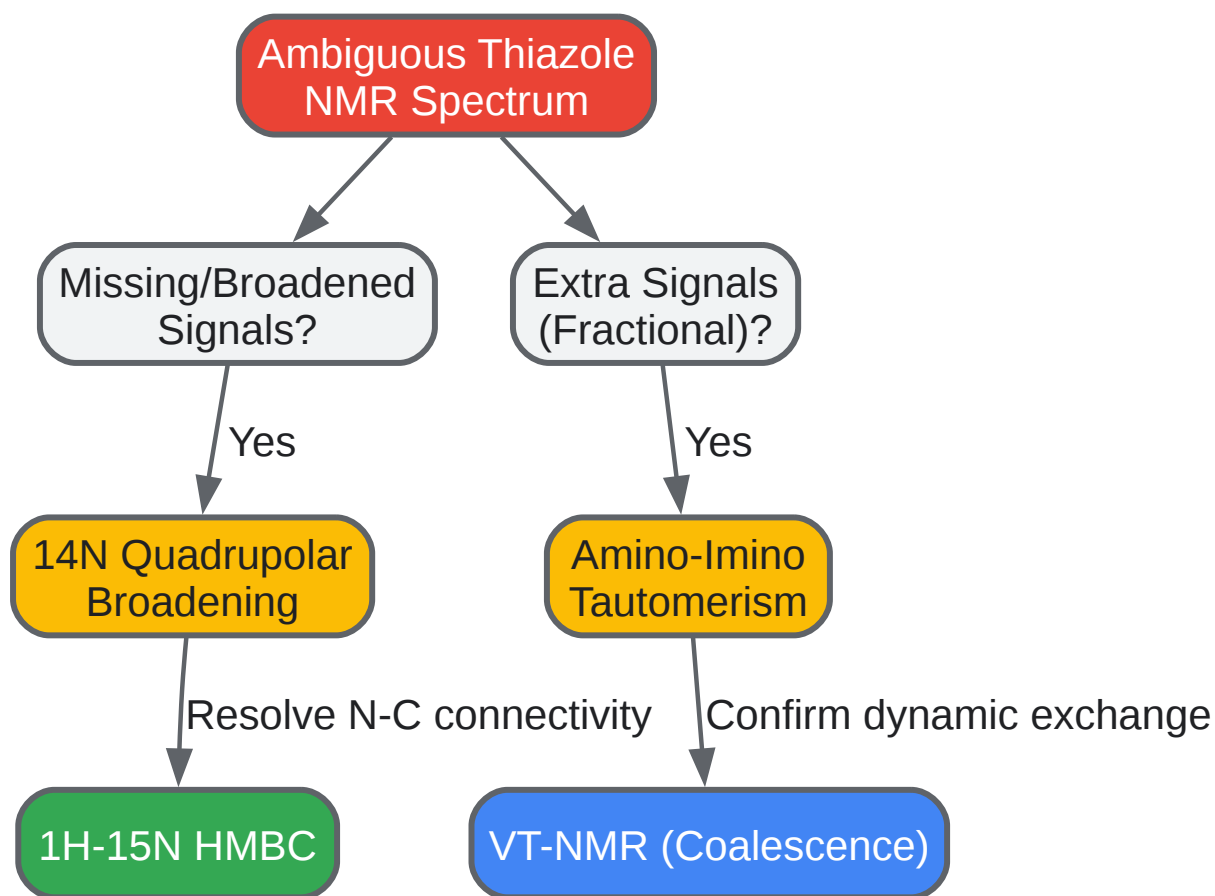 Ambiguous Thiazole
NMR Spectrum
Missing/Broadened
Signals?
Extra Signals
(Fractional)?
Yes
Yes
14N Quadrupolar
Broadening
Amino-Imino
Tautomerism
Resolve N-C connectivity
Confirm dynamic exchange
1H-15N HMBC
VT-NMR (Coalescence)